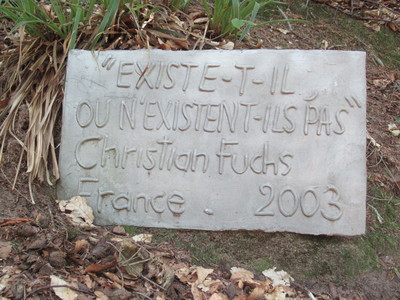 "EXISTE-T-IL
OU N'EXISTENT-ILS PAS"
Christian Fuchs
France. 2003